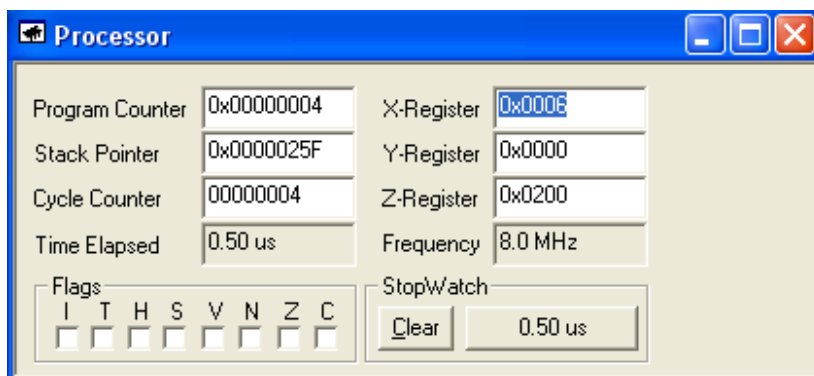 Processor
Program Counter 0x00000004 X-Register 0x0006
Stack Pointer 0x0000025F Y-Register 0x0000
Cycle Counter 00000004 Z-Register 0x0200
Time Elapsed 0.50 us Frequency 8.0 MHz
Flags StopWatch
I T H S V N Z C
Clear 0.50 us